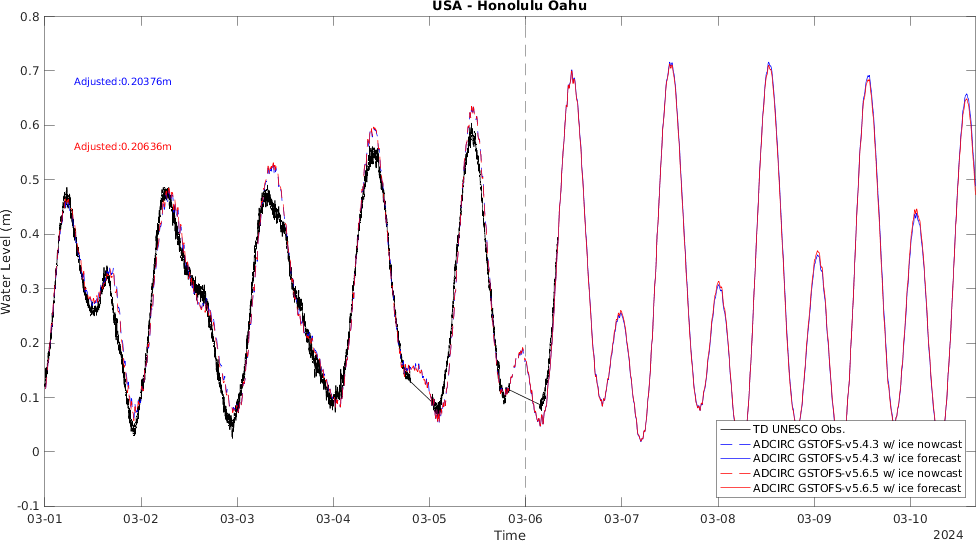 USA - Honolulu Oahu
0.8
0.7
0.6
0.5
0.4
0.3
0.2
0.1
0
-0.1
Water Level (m)
Adjusted:0.20376m
Adjusted:0.20636m
TD UNESCO Obs.
ADCIRC GSTOFS-v5.4.3 w/ ice nowcast
ADCIRC GSTOFS-v5.4.3 w/ ice forecast
ADCIRC GSTOFS-v5.6.5 w/ ice nowcast
ADCIRC GSTOFS-v5.6.5 w/ ice forecast
03-01 03-02 03-03 03-04 03-05 03-06 03-07 03-08 03-09 03-10
Time
2024